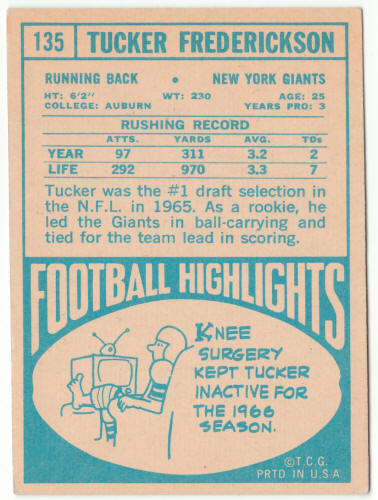 135 TUCKER FREDERICKSON
RUNNING BACK • NEW YORK GIANTS
HT: 6'2" WT: 230 AGE: 25
COLLEGE: AUBURN YEARS PRO: 3
RUSHING RECORD
ATTS. YARDS AVG. TDs
YEAR 97 311 3.2 2
LIFE 292 970 3.3 7
Tucker was the #1 draft selection in
the N.F.L. in 1965. As a rookie, he
led the Giants in ball-carrying and
tied for the team lead in scoring.
FOOTBALL HIGHLIGHTS
KNEE
SURGERY
KEPT TUCKER
INACTIVE FOR
THE 1966
SEASON.
©T.C.G.
PRTD IN U.S.A